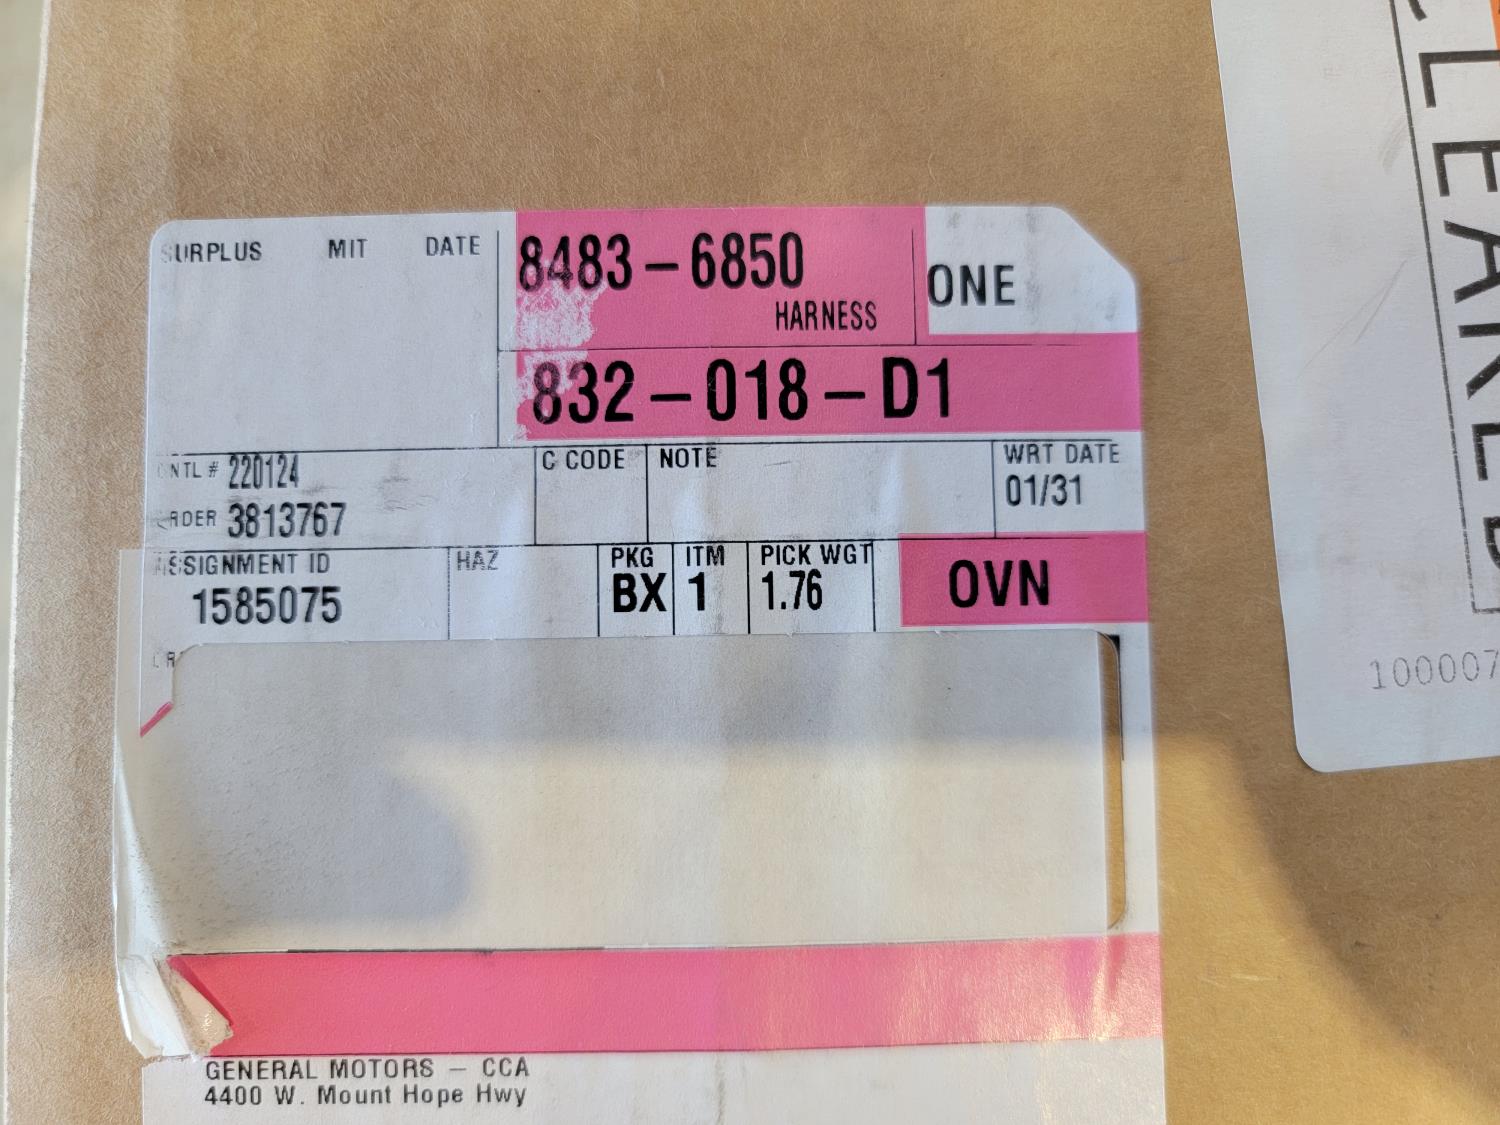 SURPLUS MIT DATE
8483-6850
HARNESS
ONE
832-018-D1
CNTL # 220124
ORDER 3813767
C CODE
NOTE
WRT DATE
01/31
ASSIGNMENT ID
1585075
HAZ
PKG
BX
ITM
1
PICK WGT
1.76
OVN
GENERAL MOTORS - CCA
4400 W. Mount Hope Hwy
CLEARED
100007